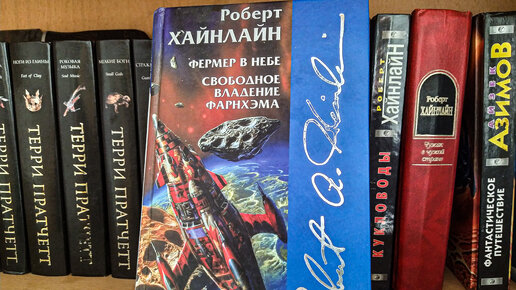 НОГИ ИЗ ГЛИНЫ
Feet of Clay
ТЕРРИ ПРАТЧЕТТ
РОКОВАЯ МУЗЫКА
Soul Music
ТЕРРИ ПРАТЧЕТТ
МЕЛКИЕ БОГИ
Small Gods
ТЕРРИ ПРАТЧЕТТ
Роберт
ХАЙНЛАЙН
ФЕРМЕР В НЕБЕ
СВОБОДНОЕ
ВЛАДЕНИЕ
ФАРНХЭМА
РОБЕРТ
Хайнлайн
КУКЛОВОДЫ
Роберт
ХАЙНЛАЙН
Чужак
в чужой
стране
АЙЗЕК
АЗИМОВ
ФАНТАСТИЧЕСКОЕ
ПУТЕШЕСТВИЕ